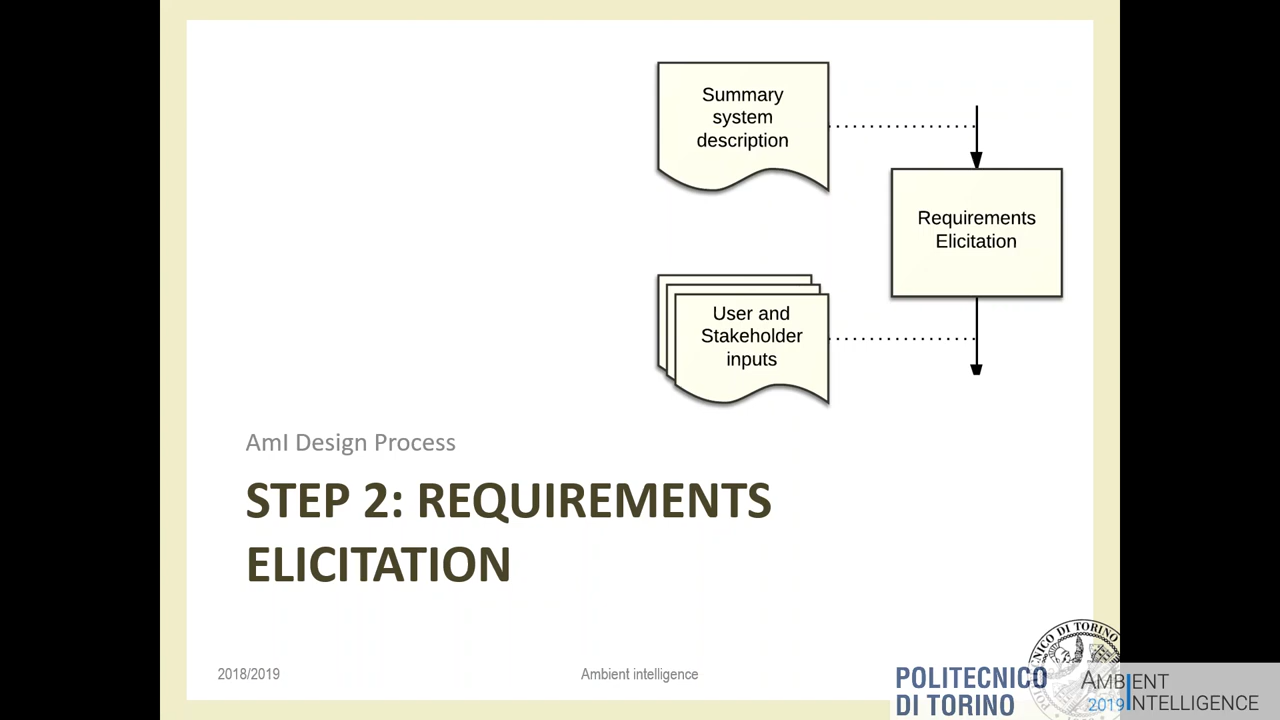 Summary
system
description
Requirements
Elicitation
User and
Stakeholder
inputs
AmI Design Process
STEP 2: REQUIREMENTS
ELICITATION
2018/2019
Ambient intelligence
POLITECNICO
DI TORINO
AMBIENT
2019 INTELLIGENCE